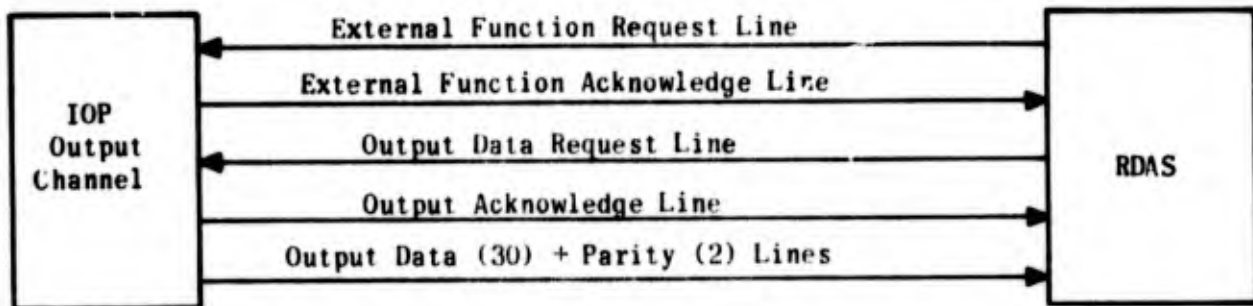 External Function Request Line
External Function Acknowledge Line
IOP
Output
Channel
Output Data Request Line
RDAS
Output Acknowledge Line
Output Data (30) + Parity (2) Lines